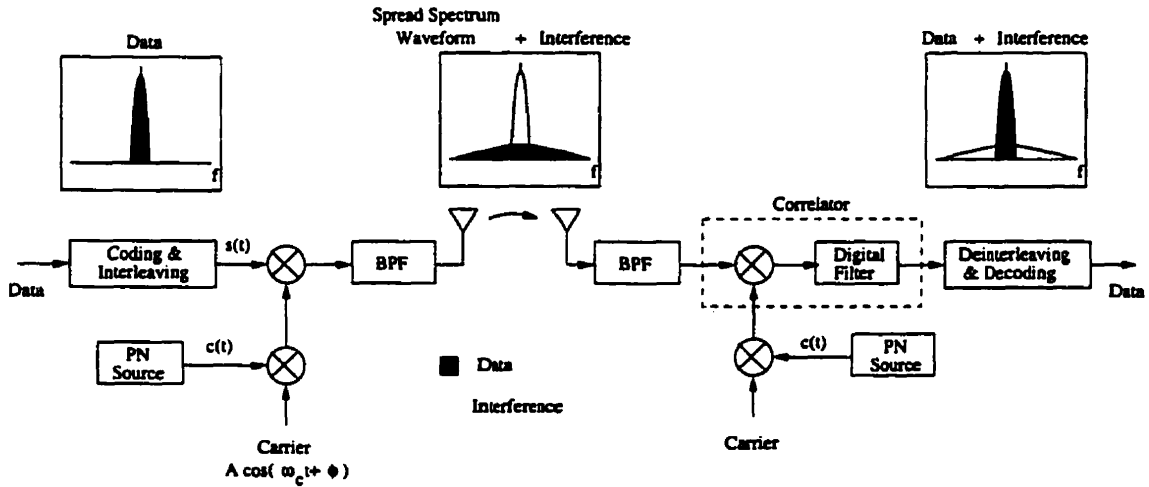 Spread Spectrum
Waveform + Interference
Data
Data + Interference
f
f
f
Correlator
Coding &
Interleaving
s(t)
BPF
BPF
Digital
Filter
Deinterleaving
& Decoding
Data
Data
PN
Source
c(t)
c(t)
PN
Source
Data
Interference
Carrier
A cos( ω_c t + ϕ )
Carrier